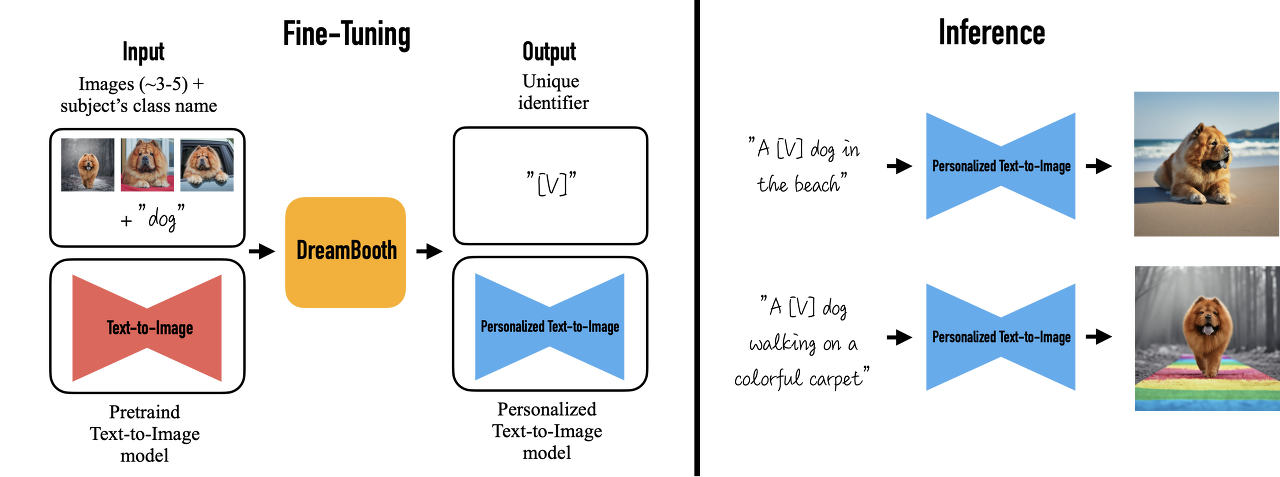 Fine-Tuning
Input
Images (~3-5) +
subject's class name
+ "dog"
Text-to-Image
Pretraind
Text-to-Image
model
DreamBooth
Output
Unique
identifier
"[V]"
Personalized Text-to-Image
Personalized
Text-to-Image
model
Inference
"A [V] dog in
the beach"
Personalized Text-to-Image
"A [V] dog
walking on a
colorful carpet"
Personalized Text-to-Image